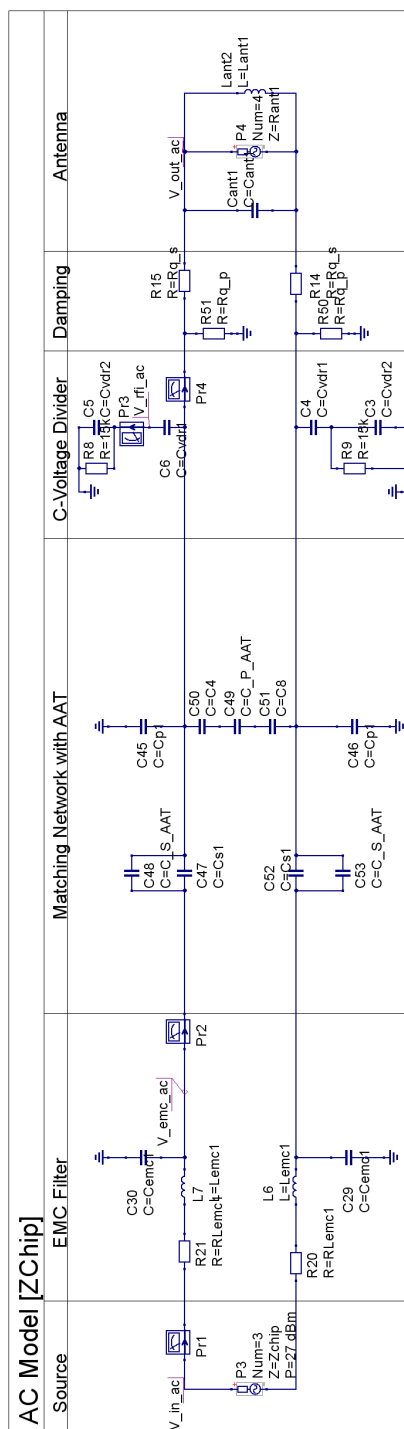 AC Model [ZChip]
Source
EMC Filter
Matching Network with AAT
C-Voltage Divider
Damping
Antenna
V_in_ac
Pr1
P3
Num=3
Z=Zchip
P=27 dBm
R21
R=RLemc1
L7
L=Lemc1
C30
C=Cemc1
V_emc_ac
Pr2
R20
R=RLemc1
L6
L=Lemc1
C29
C=Cemc1
C48
C=C_S_AAT
C47
C=Cs1
C52
C=Cs1
C53
C=C_S_AAT
C45
C=Cp1
C50
C=C4
C49
C=C_P_AAT
C51
C=C8
C46
C=Cp1
R8
R=15k
C5
C=Cvdr2
Pr3
V_rfi_ac
C6
C=Cvdr1
Pr4
C4
C=Cvdr1
R9
R=15k
C3
C=Cvdr2
R15
R=Rq_s
R51
R=Rq_p
R14
R=Rq_s
R50
R=Rq_p
V_out_ac
Cant1
C=Cant1
P4
Num=4
Z=Rant1
Lant2
L=Lant1